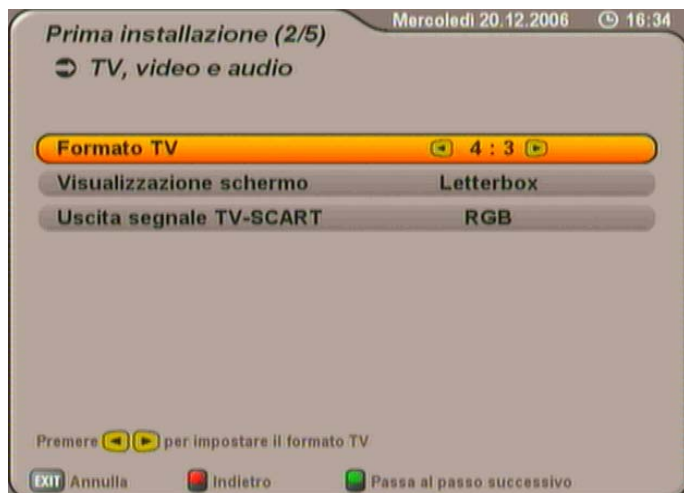 Mercoledì 20.12.2006 16:34
Prima installazione (2/5)
TV, video e audio
Formato TV 4 : 3
Visualizzazione schermo Letterbox
Uscita segnale TV-SCART RGB
Premere per impostare il formato TV
EXIT Annulla Indietro Passa al passo successivo